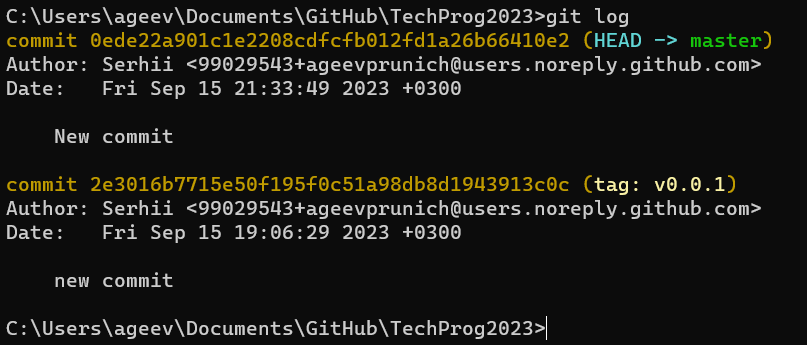 C:\Users\ageev\Documents\GitHub\TechProg2023>git log
commit 0ede22a901c1e2208cdfcfb012fd1a26b66410e2 (HEAD -> master)
Author: Serhii <99029543+ageevprunich@users.noreply.github.com>
Date:   Fri Sep 15 21:33:49 2023 +0300
    New commit
commit 2e3016b7715e50f195f0c51a98db8d1943913c0c (tag: v0.0.1)
Author: Serhii <99029543+ageevprunich@users.noreply.github.com>
Date:   Fri Sep 15 19:06:29 2023 +0300
    new commit
C:\Users\ageev\Documents\GitHub\TechProg2023>